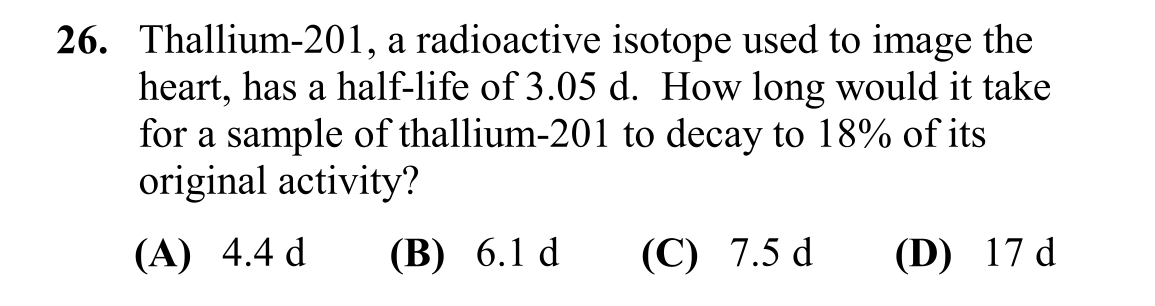 26. Thallium-201, a radioactive isotope used to image the
heart, has a half-life of 3.05 d. How long would it take
for a sample of thallium-201 to decay to 18% of its
original activity?
(A) 4.4 d (B) 6.1 d (C) 7.5 d (D) 17 d